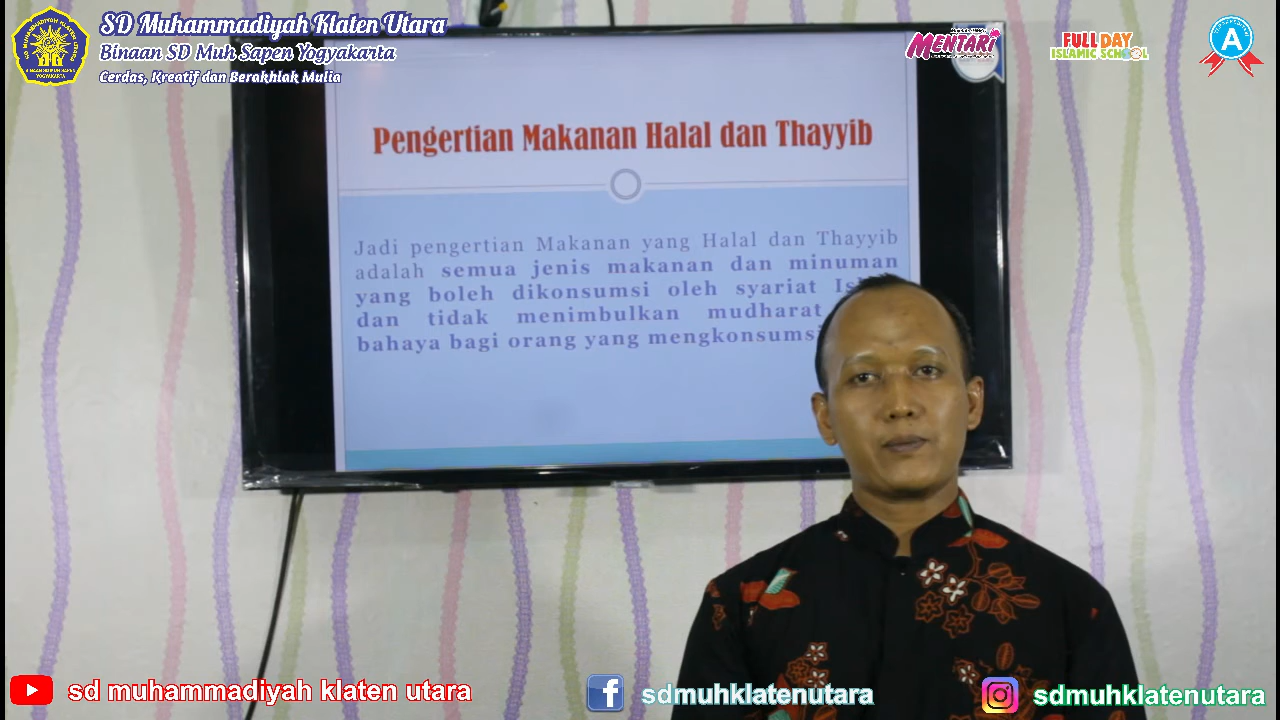 SD Muhammadiyah Klaten Utara
Binaan SD Muh Sapen Yogyakarta
Cerdas, Kreatif dan Berakhlak Mulia
MENTARI
FULL DAY
ISLAMIC SCHOOL
A
Pengertian Makanan Halal dan Thayyib
Jadi pengertian Makanan yang Halal dan Thayyib
adalah semua jenis makanan dan minuman
yang boleh dikonsumsi oleh syariat
dan tidak menimbulkan mudharat
bahaya bagi orang yang
sd muhammadiyah klaten utara
sdmuhklatenutara
sdmuhklatenutara